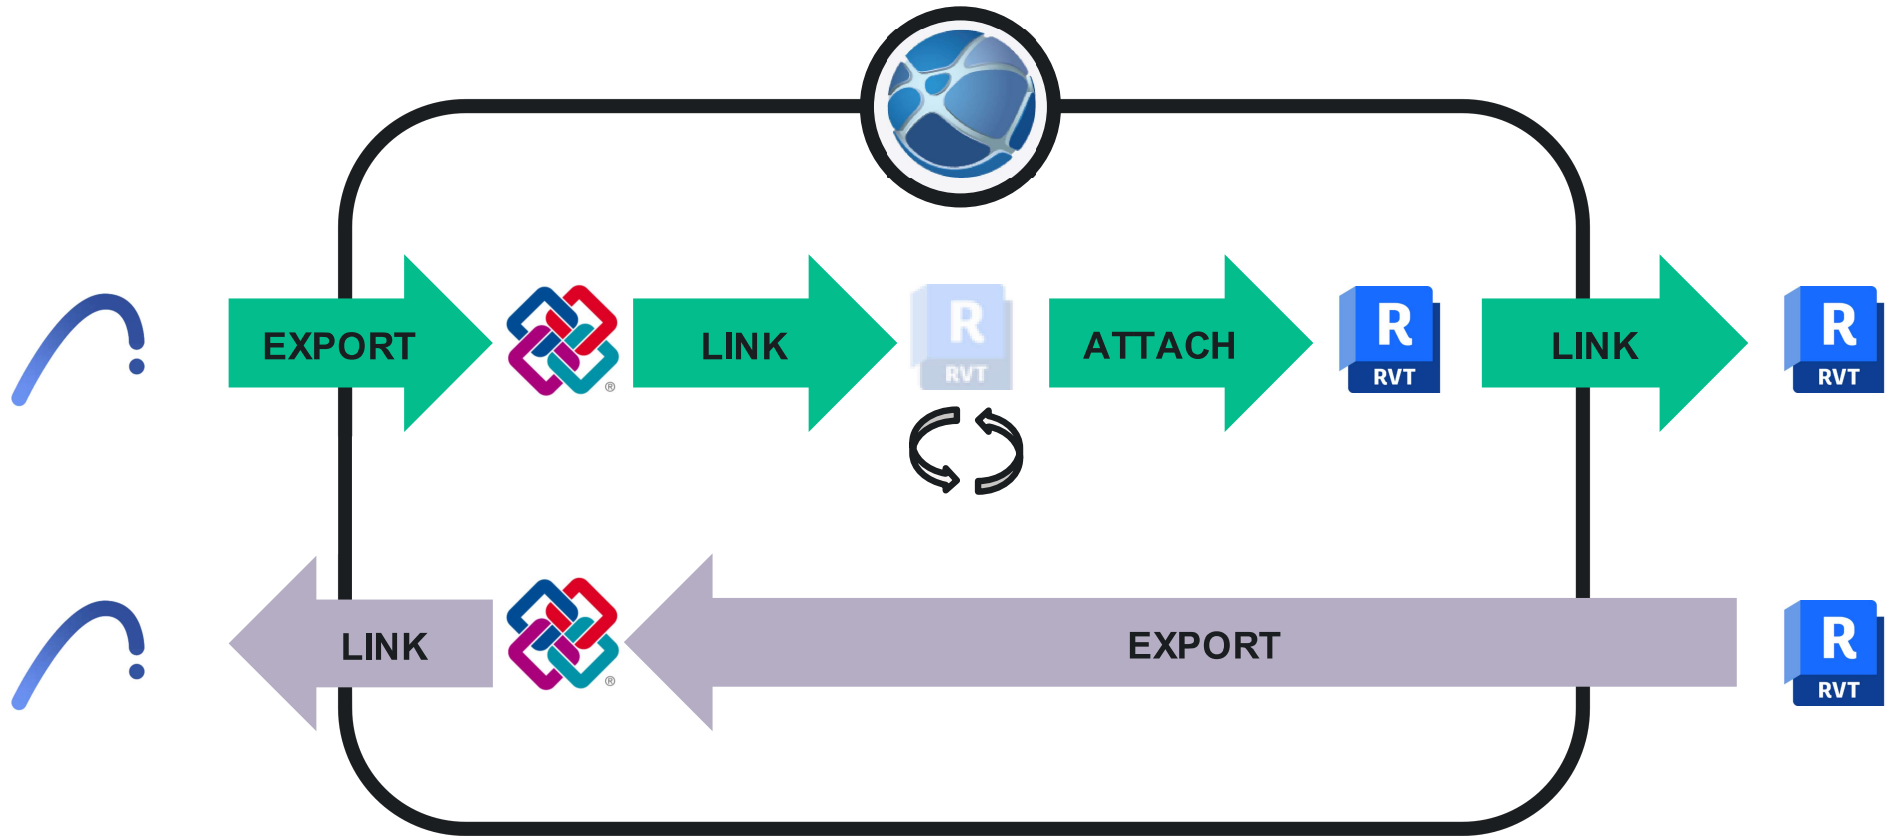 EXPORT
LINK
R
RVT
ATTACH
R
RVT
LINK
R
RVT
®
LINK
®
EXPORT
R
RVT